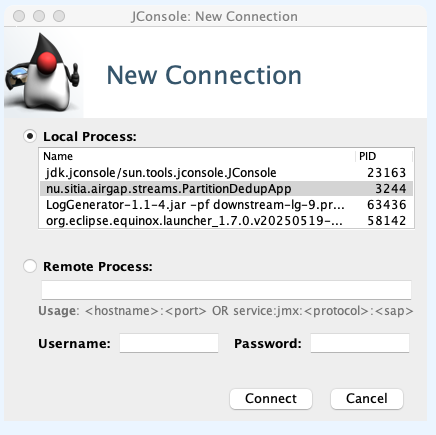 JConsole: New Connection
New Connection
Local Process:
Name PID
jdk.jconsole/sun.tools.jconsole.JConsole 23163
nu.sitia.airgap.streams.PartitionDedupApp 3244
LogGenerator-1.1-4.jar -pf downstream-lg-9.pr... 63436
org.eclipse.equinox.launcher_1.7.0.v20250519-... 58142
Remote Process:
Usage: <hostname>:<port> OR service:jmx:<protocol>:<sap>
Username: Password:
Connect Cancel